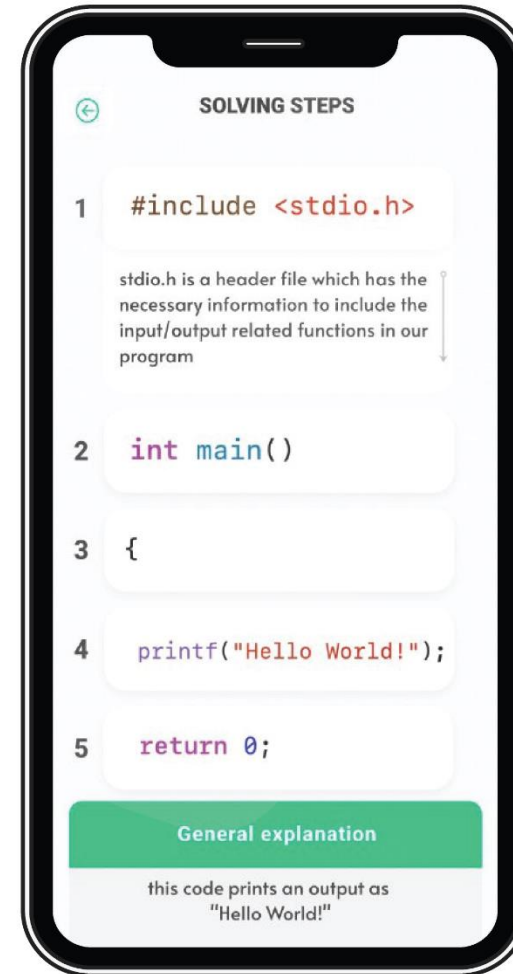 SOLVING STEPS
1 #include <stdio.h>
stdio.h is a header file which has the
necessary information to include the
input/output related functions in our
program
2 int main()
3 {
4 printf("Hello World!");
5 return 0;
General explanation
this code prints an output as
"Hello World!"